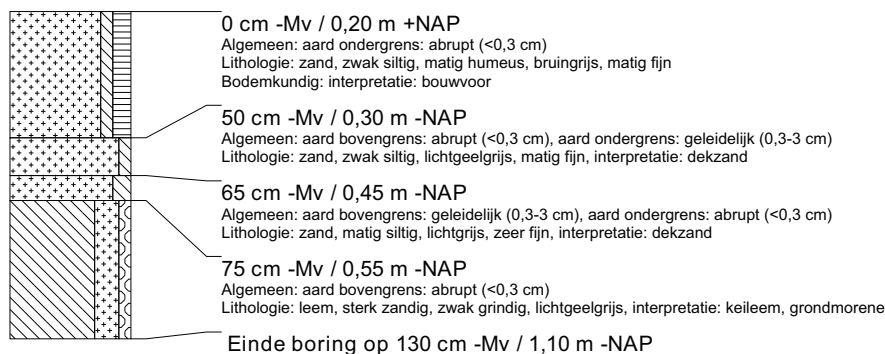 0 cm -Mv / 0,20 m +NAP
Algemeen: aard ondergrens: abrupt (<0,3 cm)
Lithologie: zand, zwak siltig, matig humeus, bruingrijs, matig fijn
Bodemkundig: interpretatie: bouwvoor
50 cm -Mv / 0,30 m -NAP
Algemeen: aard bovengrens: abrupt (<0,3 cm), aard ondergrens: geleidelijk (0,3-3 cm)
Lithologie: zand, zwak siltig, lichtgeelgrijs, matig fijn, interpretatie: dekzand
65 cm -Mv / 0,45 m -NAP
Algemeen: aard bovengrens: geleidelijk (0,3-3 cm), aard ondergrens: abrupt (<0,3 cm)
Lithologie: zand, matig siltig, lichtgrijs, zeer fijn, interpretatie: dekzand
75 cm -Mv / 0,55 m -NAP
Algemeen: aard bovengrens: abrupt (<0,3 cm)
Lithologie: leem, sterk zandig, zwak grindig, lichtgeelgrijs, interpretatie: keileem, grondmorene
Einde boring op 130 cm -Mv / 1,10 m -NAP